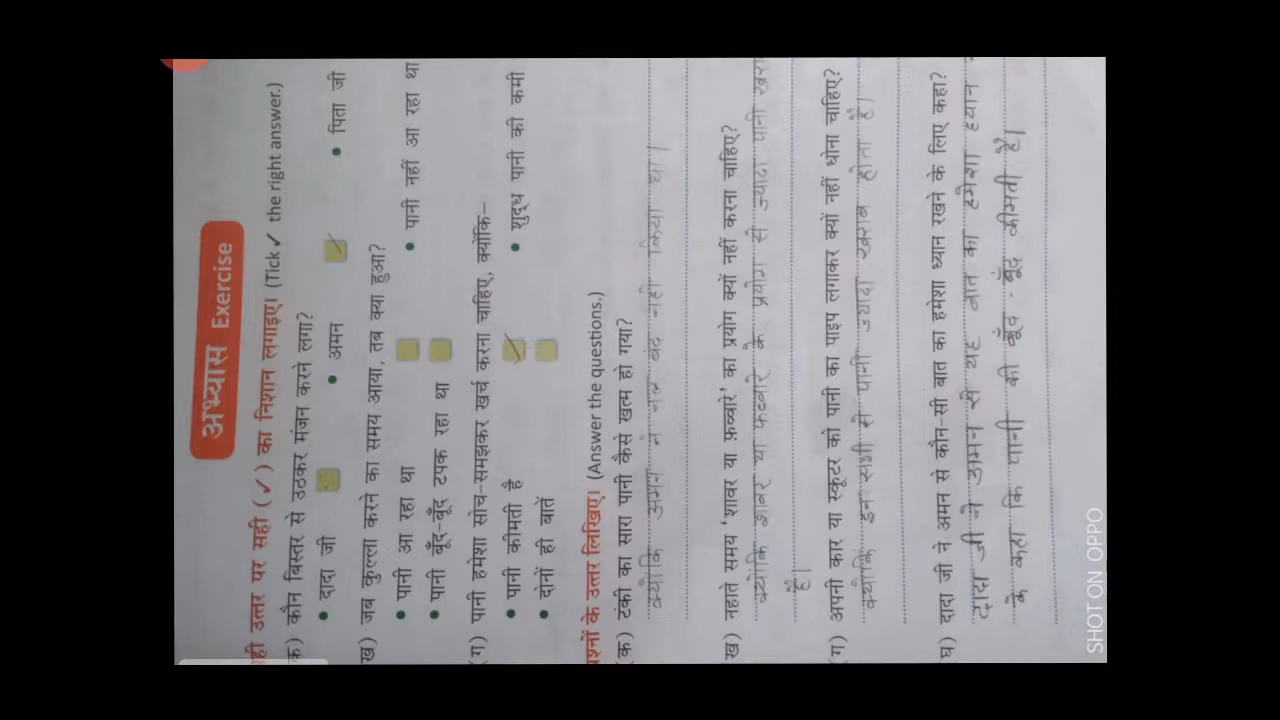 अभ्यास Exercise
ही उत्तर पर सही (✓) का निशान लगाइए। (Tick ✓ the right answer.)
क) कौन बिस्तर से उठकर मंजन करने लगा?
• दादा जी • अमन • पिता जी
ख) जब कुल्ला करने का समय आया, तब क्या हुआ?
• पानी आ रहा था • पानी नहीं आ रहा था
• पानी बूँद-बूँद टपक रहा था
(ग) पानी हमेशा सोच-समझकर खर्च करना चाहिए, क्योंकि–
• पानी कीमती है • शुद्ध पानी की कमी
• दोनों ही बातें
प्रश्नों के उत्तर लिखिए। (Answer the questions.)
(क) टंकी का सारा पानी कैसे खत्म हो गया?
क्योंकि अमन ने नल बंद नही किया था।
ख) नहाते समय 'शावर या फ़व्वारे' का प्रयोग क्यों नहीं करना चाहिए?
क्योंकि शावर या फव्वारे के प्रयोग से ज्यादा पानी खरा
है।
(ग) अपनी कार या स्कूटर को पानी का पाइप लगाकर क्यों नहीं धोना चाहिए?
क्योंकि इन सभी से पानी ज्यादा खराब होता है।
घ) दादा जी ने अमन से कौन-सी बात का हमेशा ध्यान रखने के लिए कहा?
दादा जी ने अमन से यह बात का हमेशा ध्यान
के कहा कि पानी की बूँद - बूँद कीमती है।
SHOT ON OPPO